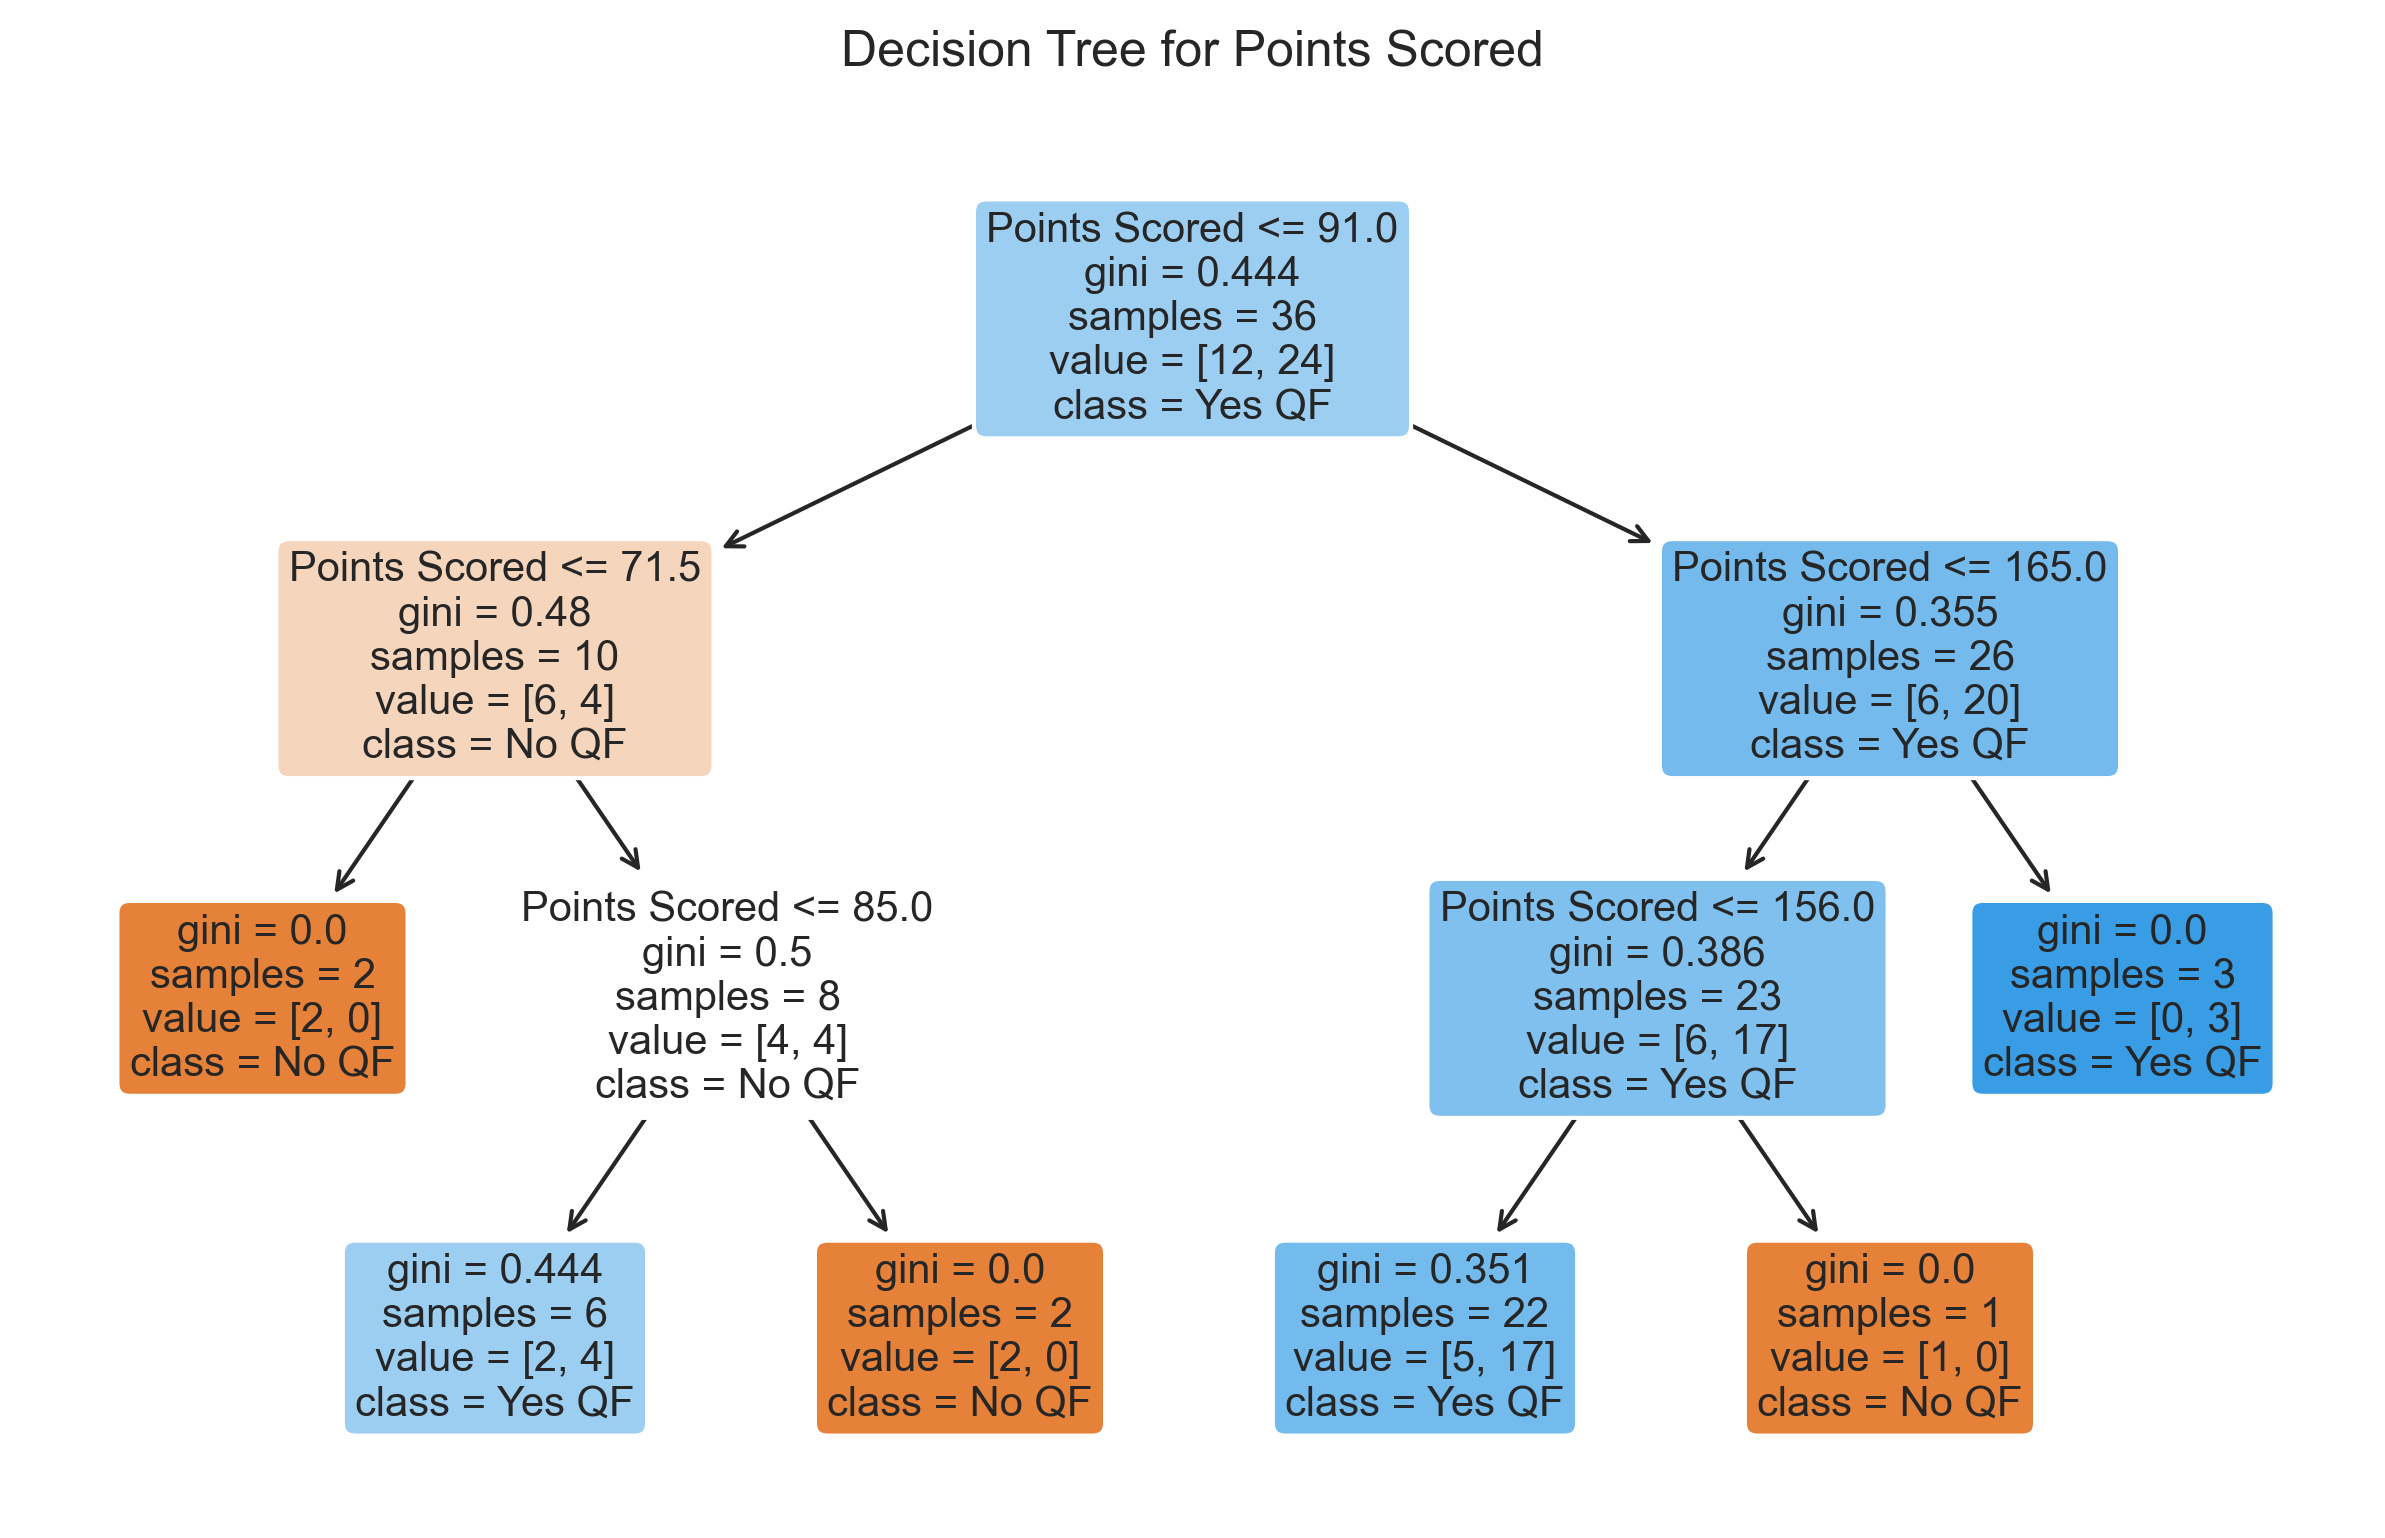 Decision Tree for Points Scored
Points Scored <= 91.0
gini = 0.444
samples = 36
value = [12, 24]
class = Yes QF
Points Scored <= 71.5
gini = 0.48
samples = 10
value = [6, 4]
class = No QF
Points Scored <= 165.0
gini = 0.355
samples = 26
value = [6, 20]
class = Yes QF
gini = 0.0
samples = 2
value = [2, 0]
class = No QF
Points Scored <= 85.0
gini = 0.5
samples = 8
value = [4, 4]
class = No QF
Points Scored <= 156.0
gini = 0.386
samples = 23
value = [6, 17]
class = Yes QF
gini = 0.0
samples = 3
value = [0, 3]
class = Yes QF
gini = 0.444
samples = 6
value = [2, 4]
class = Yes QF
gini = 0.0
samples = 2
value = [2, 0]
class = No QF
gini = 0.351
samples = 22
value = [5, 17]
class = Yes QF
gini = 0.0
samples = 1
value = [1, 0]
class = No QF